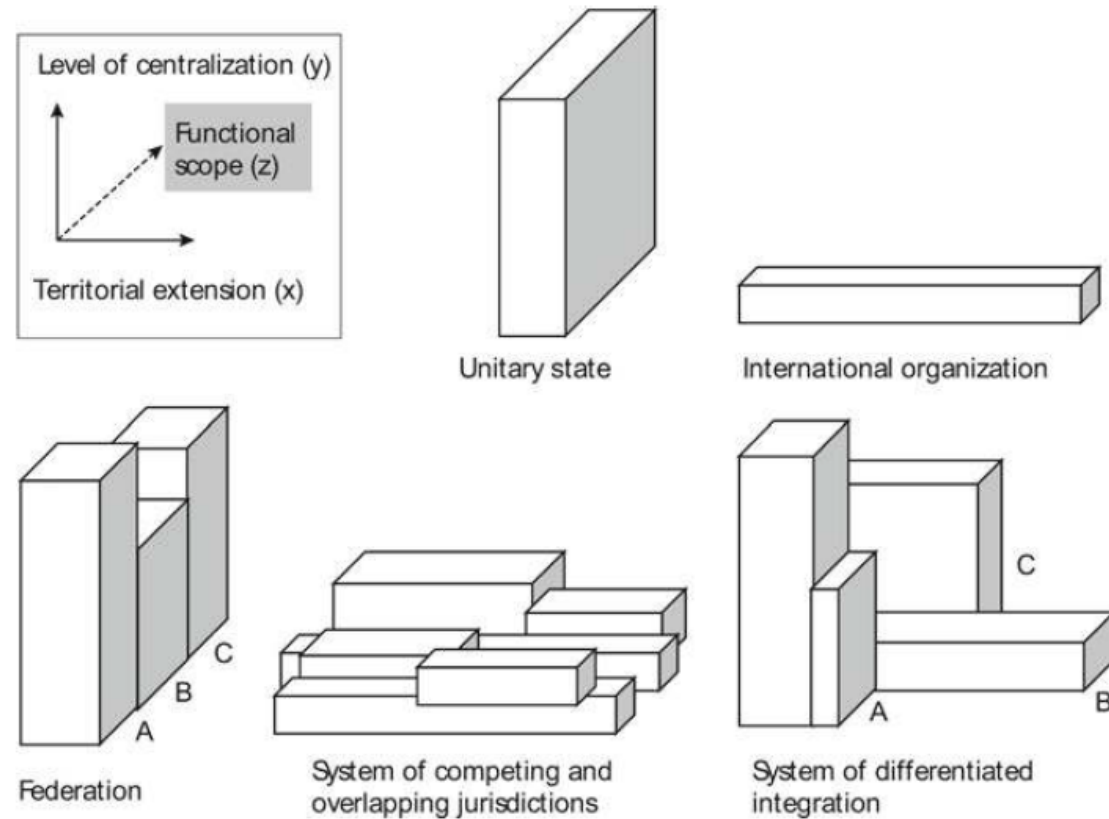 Level of centralization (y)
Functional
scope (z)
Territorial extension (x)
Unitary state
International organization
A
B
C
Federation
System of competing and
overlapping jurisdictions
C
A
B
System of differentiated
integration